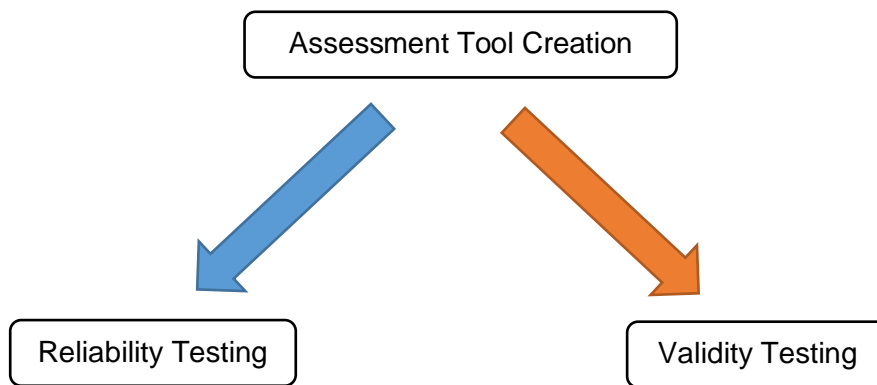 Assessment Tool Creation
Reliability Testing
Validity Testing